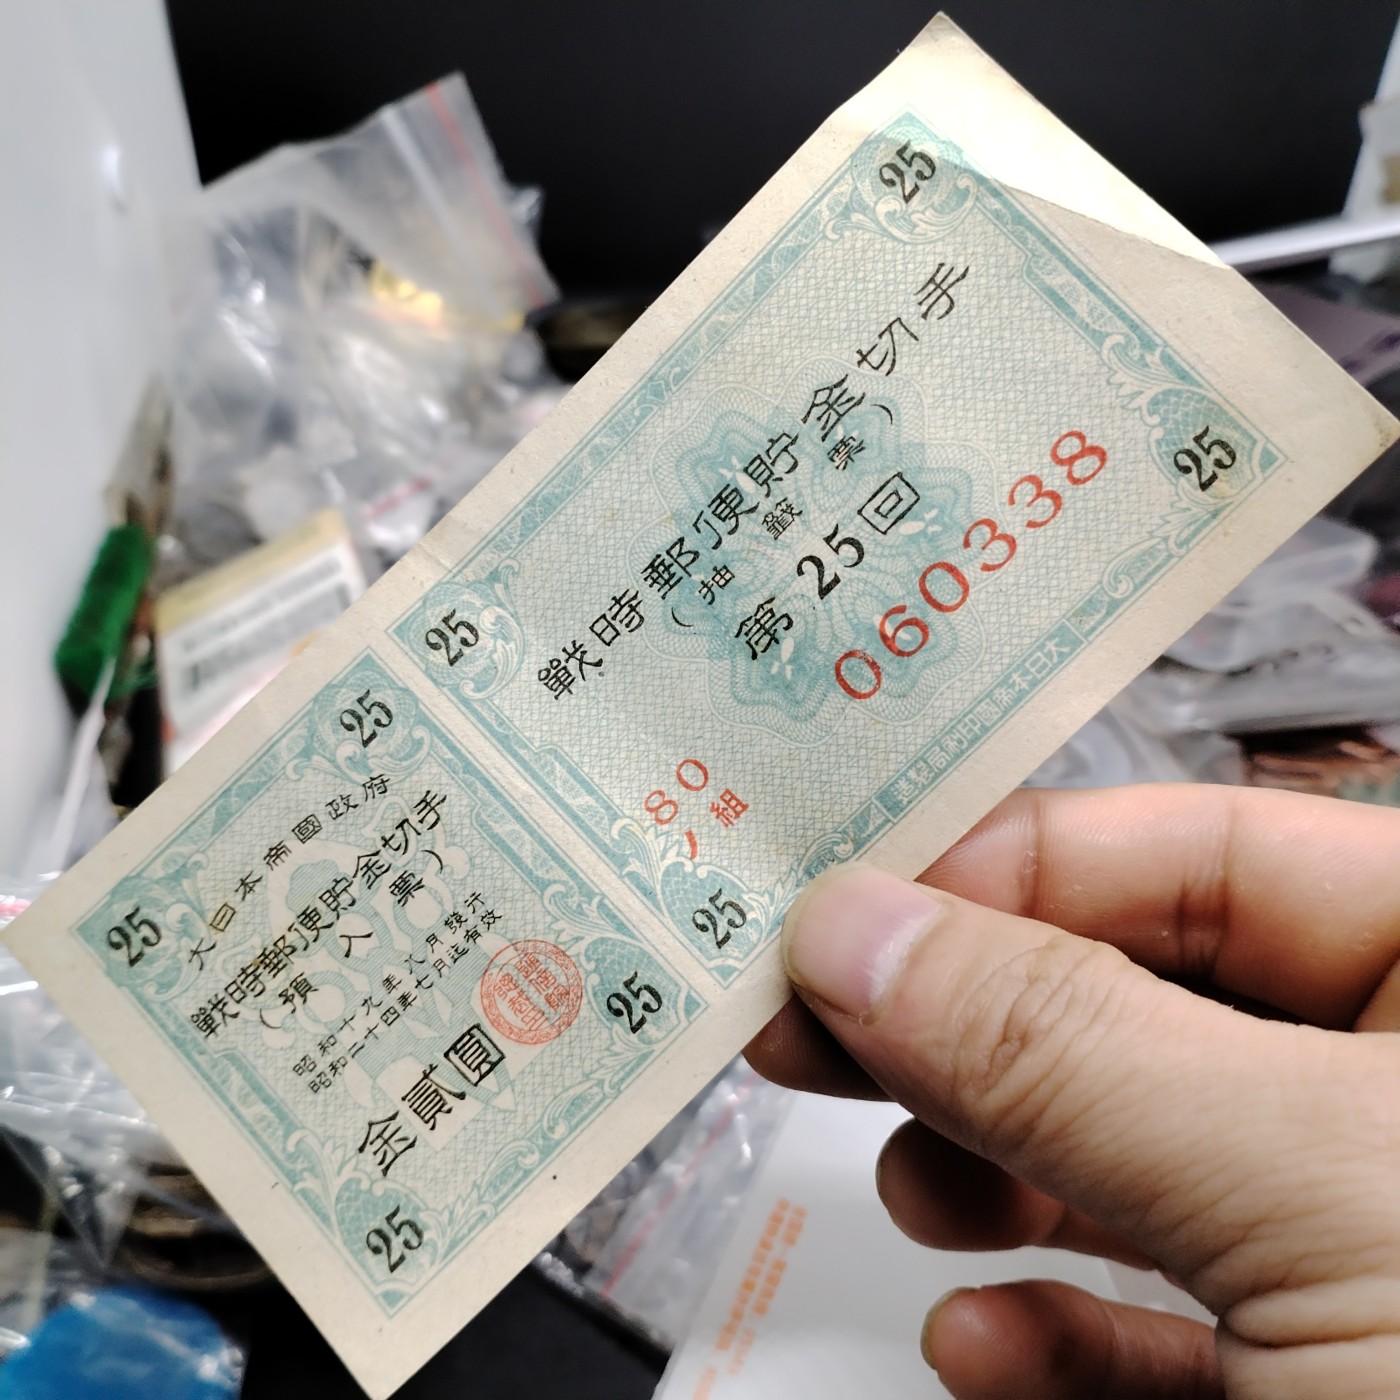 25
25
戰時郵便貯金切手
(抽籤票)
第25回
060338
80
ノ組
25
25
大日本帝國印刷局製造
25
25
大日本帝國政府
戰時郵便貯金切手
(預入票)
昭和十九年八月發行
昭和二十四年七月迄有效
金貳圓
25
25